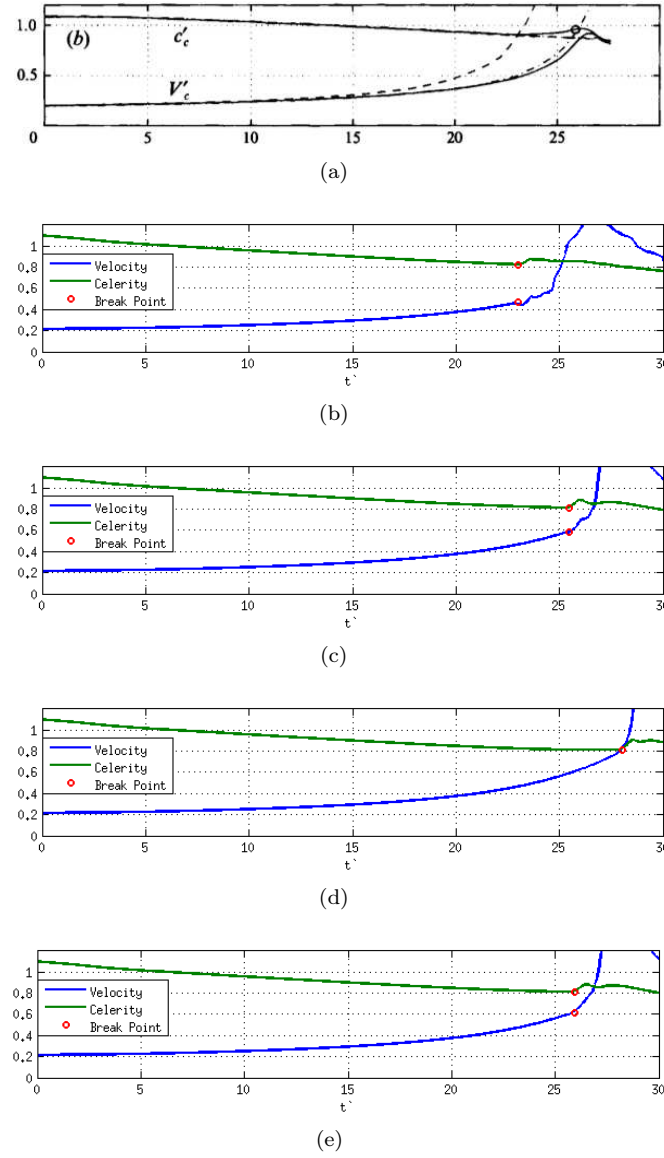 1.0
(b)
c'c
0.5
V'c
0 5 10 15 20 25
(a)
1
0.8
0.6
0.4
0.2
0
Velocity
Celerity
Break Point
0 5 10 15 20 25 30
t`
(b)
1
0.8
0.6
0.4
0.2
0
Velocity
Celerity
Break Point
0 5 10 15 20 25 30
t`
(c)
1
0.8
0.6
0.4
0.2
0
Velocity
Celerity
Break Point
0 5 10 15 20 25 30
t`
(d)
1
0.8
0.6
0.4
0.2
0
Velocity
Celerity
Break Point
0 5 10 15 20 25 30
t`
(e)